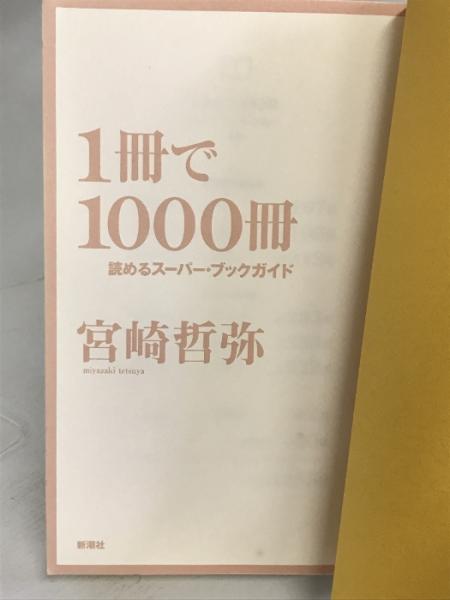 1冊で
1000冊
読めるスーパー・ブックガイド
宮崎哲弥
miyazaki tetsuya
新潮社